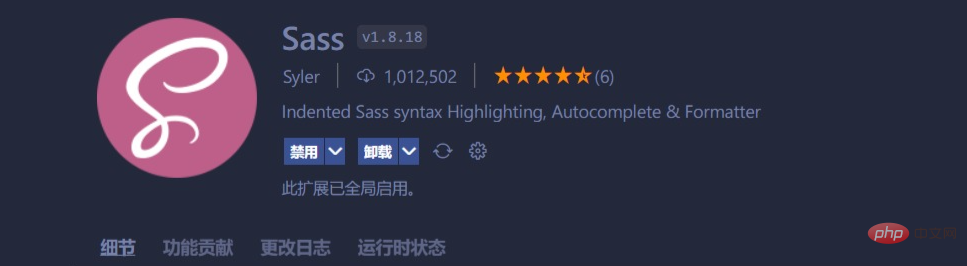 Sass v1.8.18
Syler 1,012,502 (6)
Indented Sass syntax Highlighting, Autocomplete & Formatter
禁用 卸载
此扩展已全局启用。
细节 功能贡献 更改日志 运行时状态
php 中文网